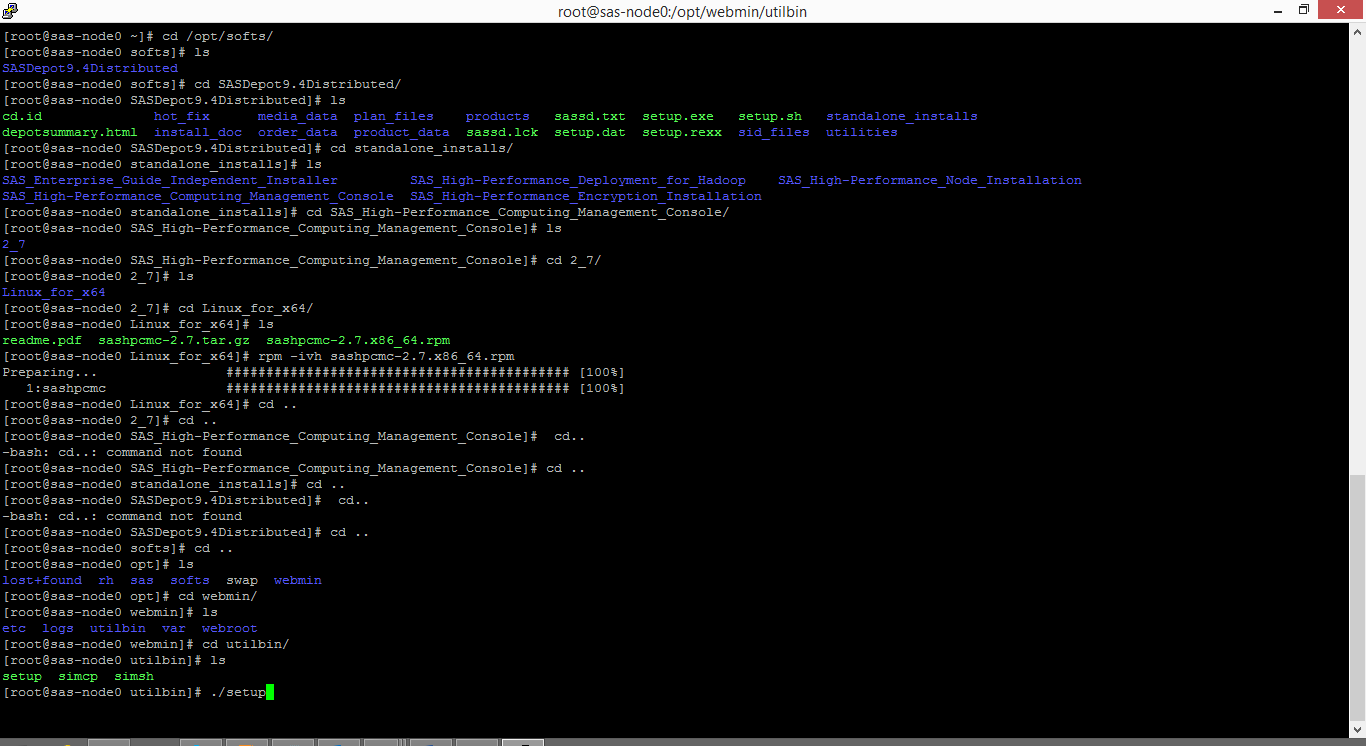 root@sas-node0:/opt/webmin/utilbin
[root@sas-node0 ~]# cd /opt/softs/
[root@sas-node0 softs]# ls
SASDepot9.4Distributed
[root@sas-node0 softs]# cd SASDepot9.4Distributed/
[root@sas-node0 SASDepot9.4Distributed]# ls
cd.id hot_fix media_data plan_files products sassd.txt setup.exe setup.sh standalone_installs
depotsummary.html install_doc order_data product_data sassd.lck setup.dat setup.rexx sid_files utilities
[root@sas-node0 SASDepot9.4Distributed]# cd standalone_installs/
[root@sas-node0 standalone_installs]# ls
SAS_Enterprise_Guide_Independent_Installer SAS_High-Performance_Deployment_for_Hadoop SAS_High-Performance_Node_Installation
SAS_High-Performance_Computing_Management_Console SAS_High-Performance_Encryption_Installation
[root@sas-node0 standalone_installs]# cd SAS_High-Performance_Computing_Management_Console/
[root@sas-node0 SAS_High-Performance_Computing_Management_Console]# ls
2_7
[root@sas-node0 SAS_High-Performance_Computing_Management_Console]# cd 2_7/
[root@sas-node0 2_7]# ls
Linux_for_x64
[root@sas-node0 2_7]# cd Linux_for_x64/
[root@sas-node0 Linux_for_x64]# ls
readme.pdf sashpcmc-2.7.tar.gz sashpcmc-2.7.x86_64.rpm
[root@sas-node0 Linux_for_x64]# rpm -ivh sashpcmc-2.7.x86_64.rpm
Preparing... ########################################### [100%]
1:sashpcmc ########################################### [100%]
[root@sas-node0 Linux_for_x64]# cd ..
[root@sas-node0 2_7]# cd ..
[root@sas-node0 SAS_High-Performance_Computing_Management_Console]#  cd..
-bash: cd..: command not found
[root@sas-node0 SAS_High-Performance_Computing_Management_Console]# cd ..
[root@sas-node0 standalone_installs]# cd ..
[root@sas-node0 SASDepot9.4Distributed]#  cd..
-bash: cd..: command not found
[root@sas-node0 SASDepot9.4Distributed]# cd ..
[root@sas-node0 softs]# cd ..
[root@sas-node0 opt]# ls
lost+found rh sas softs swap webmin
[root@sas-node0 opt]# cd webmin/
[root@sas-node0 webmin]# ls
etc logs utilbin var webroot
[root@sas-node0 webmin]# cd utilbin/
[root@sas-node0 utilbin]# ls
setup simcp simsh
[root@sas-node0 utilbin]# ./setup